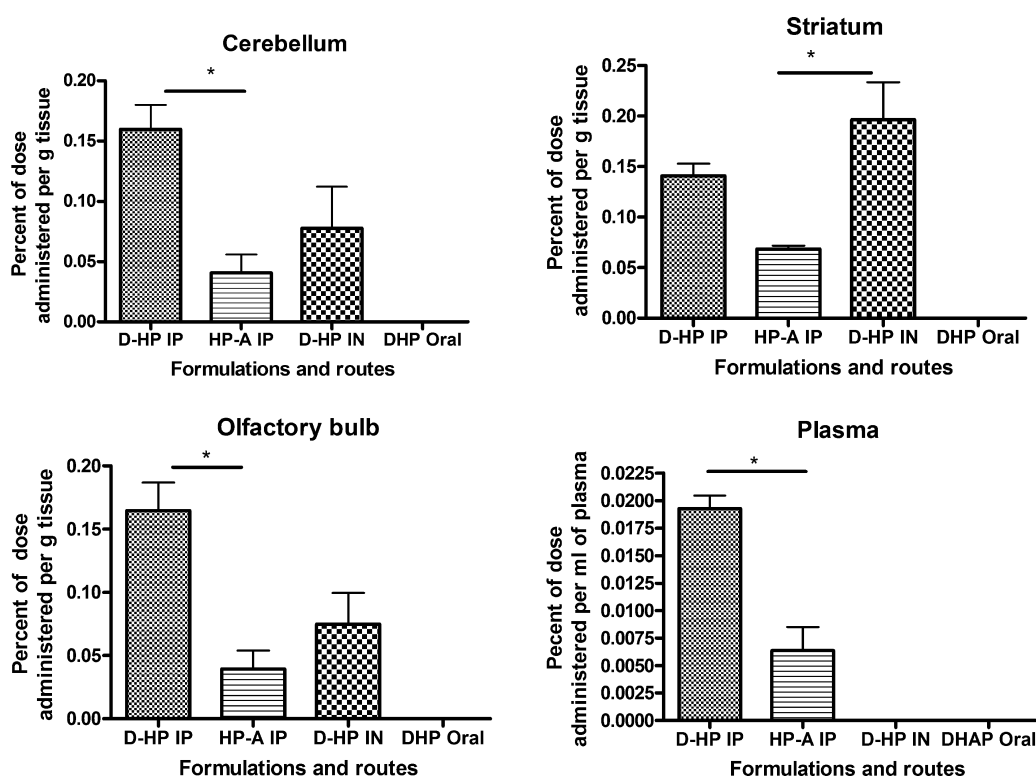 Cerebellum
*
Percent of dose
administered per g tissue
0.20
0.15
0.10
0.05
0.00
D-HP IP HP-A IP D-HP IN DHP Oral
Formulations and routes
Striatum
*
Percent of dose
administered per g tissue
0.25
0.20
0.15
0.10
0.05
0.00
D-HP IP HP-A IP D-HP IN DHP Oral
Formulations and routes
Olfactory bulb
*
Percent of dose
administered per g tissue
0.20
0.15
0.10
0.05
0.00
D-HP IP HP-A IP D-HP IN DHP Oral
Formulations and routes
Plasma
*
Pecent of dose
administered per ml of plasma
0.0225
0.0200
0.0175
0.0150
0.0125
0.0100
0.0075
0.0050
0.0025
0.0000
D-HP IP HP-A IP D-HP IN DHAP Oral
Formulations and routes